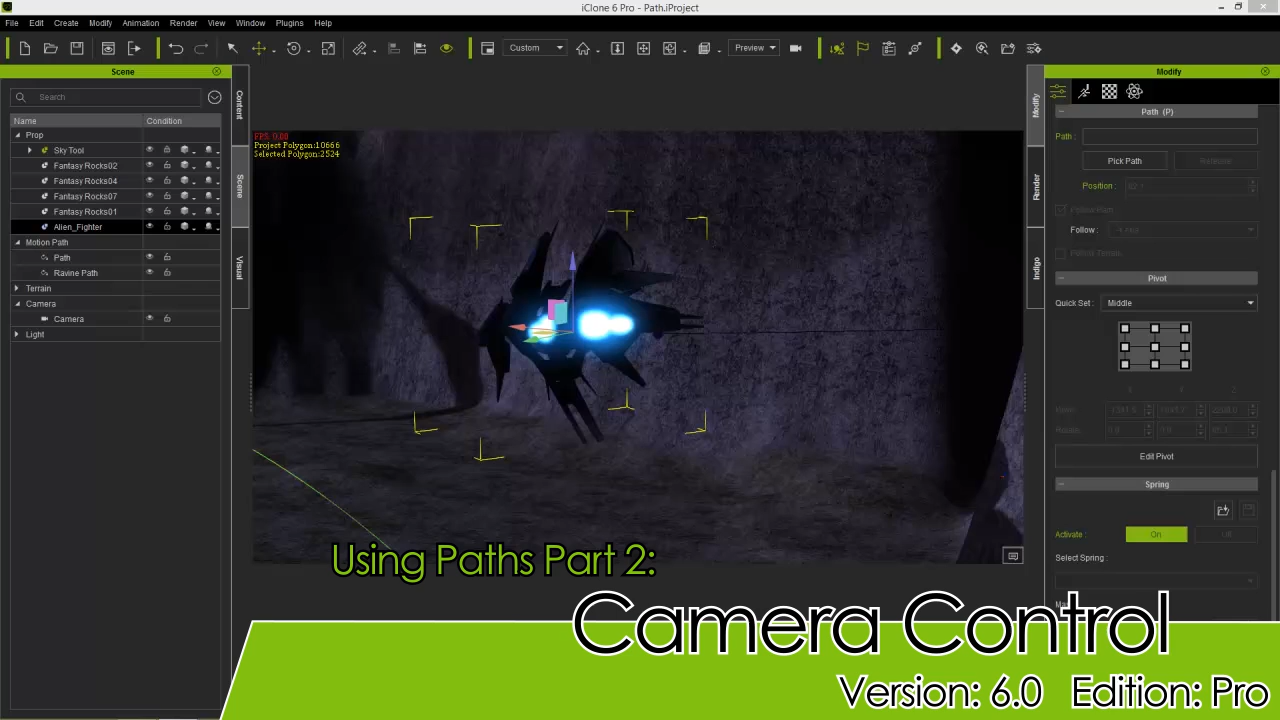 iClone 6 Pro - Path.iProject
File Edit Create Modify Animation Render View Window Plugins Help
Custom
Preview
Scene
Search
Name Condition
Prop
Sky Tool
Fantasy Rocks02
Fantasy Rocks04
Fantasy Rocks07
Fantasy Rocks01
Alien_Fighter
Motion Path
Path
Ravine Path
Terrain
Camera
Camera
Light
Content
Scene
Visual
FPS 0.00
Project Polygon:10666
Selected Polygon:2524
Modify
Render
Indigo
Modify
Path (P)
Path :
Pick Path
Release
Position :
Follow Path
Follow :
Pivot
Quick Set : Middle
X Y Z
Move:
Rotate:
Edit Pivot
Spring
Activate : On Off
Select Spring :
Using Paths Part 2:
Camera Control
Version: 6.0 Edition: Pro